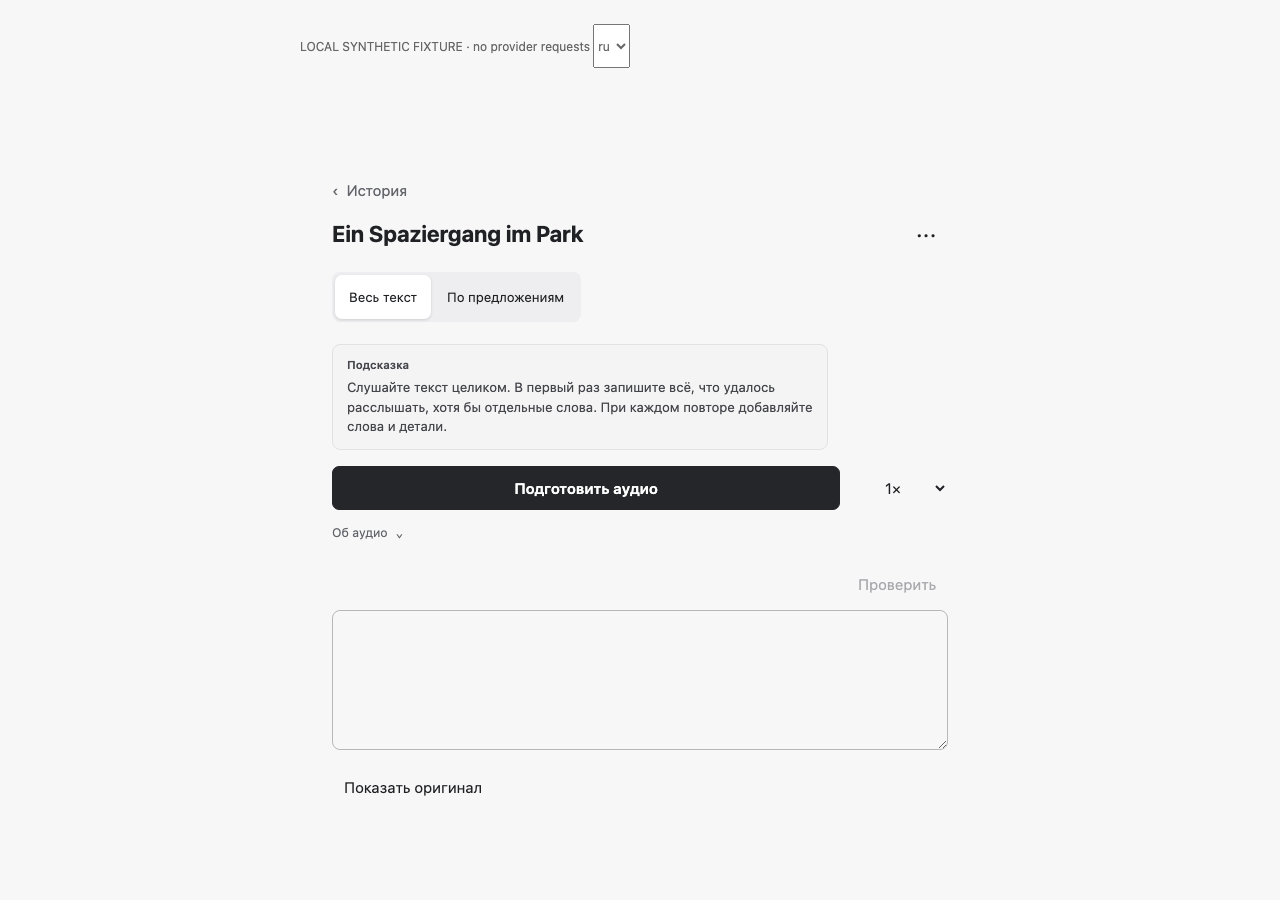 LOCAL SYNTHETIC FIXTURE · no provider requests ru
‹ История
Ein Spaziergang im Park
...
Весь текст По предложениям
Подсказка
Слушайте текст целиком. В первый раз запишите всё, что удалось
расслышать, хотя бы отдельные слова. При каждом повторе добавляйте
слова и детали.
Подготовить аудио 1×
Об аудио
Проверить
Показать оригинал